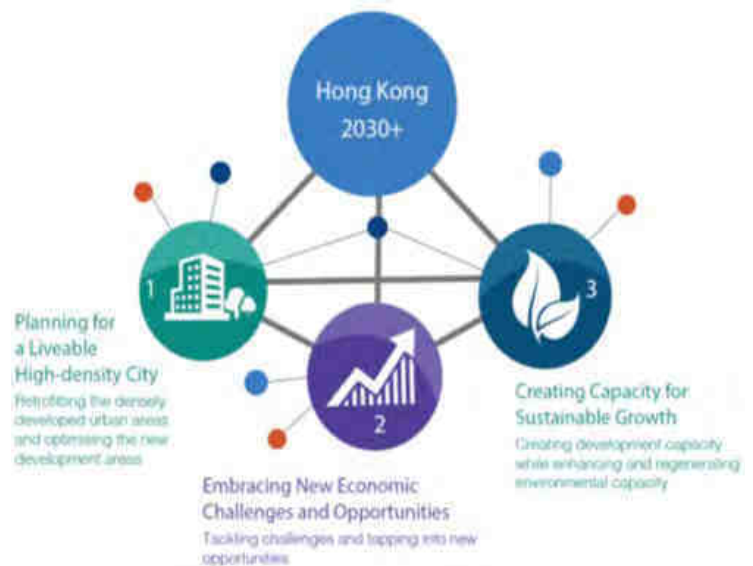 Hong Kong
2030+
1
Planning for
a Liveable
High-density City
Retrofitting the densely
developed urban areas
and optimising the new
development areas
2
Embracing New Economic
Challenges and Opportunities
Tackling challenges and tapping into new
opportunities
3
Creating Capacity for
Sustainable Growth
Creating development capacity
while enhancing and regenerating
environmental capacity